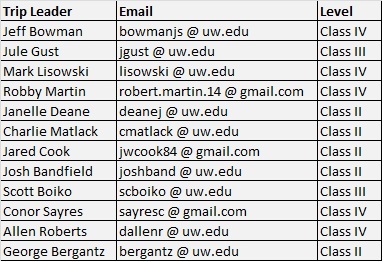 Trip Leader Email Level
Jeff Bowman bowmanjs @ uw.edu Class IV
Jule Gust jgust @ uw.edu Class III
Mark Lisowski lisowski @ uw.edu Class IV
Robby Martin robert.martin.14 @ gmail.com Class IV
Janelle Deane deanej @ uw.edu Class II
Charlie Matlack cmatlack @ uw.edu Class II
Jared Cook jwcook84 @ gmail.com Class II
Josh Bandfield joshband @ uw.edu Class II
Scott Boiko scboiko @ uw.edu Class III
Conor Sayres sayresc @ gmail.com Class IV
Allen Roberts dallenr @ uw.edu Class IV
George Bergantz bergantz @ uw.edu Class II